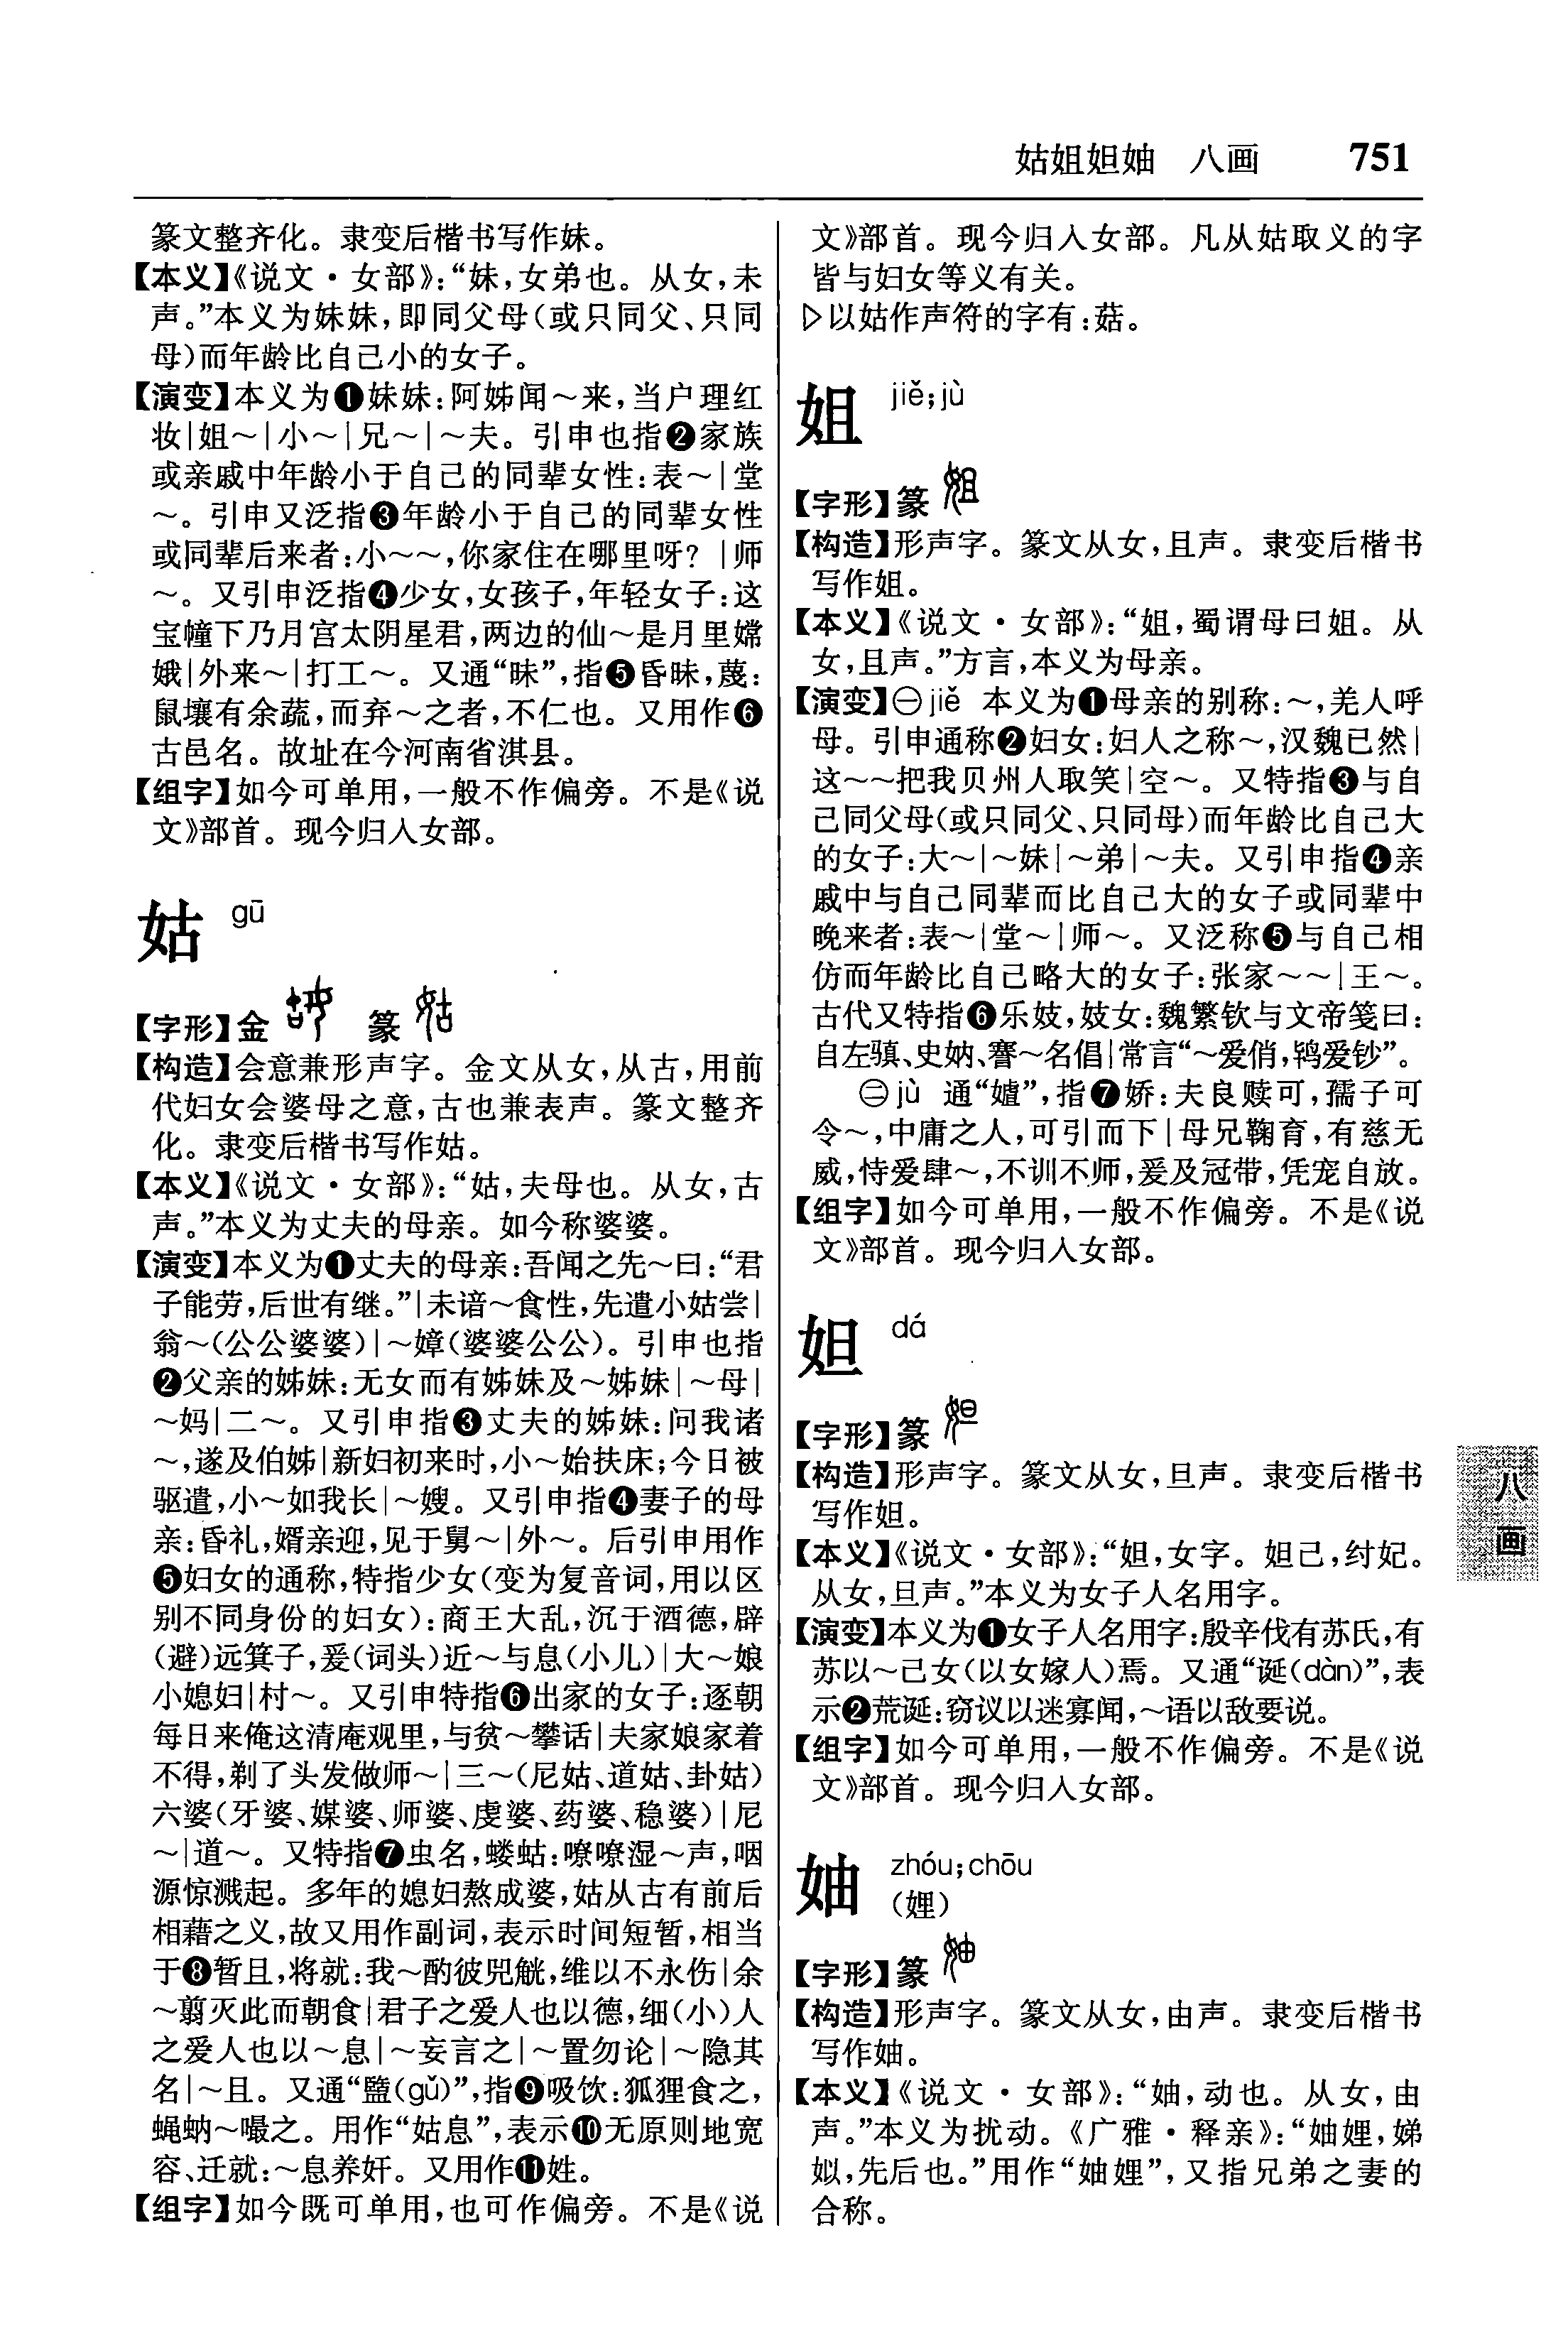 姑姐妲妯　八画　751
篆文整齐化。隶变后楷书写作妹。
【本义】《说文·女部》：“妹，女弟也。从女，未
声。”本义为妹妹，即同父母（或只同父、只同
母）而年龄比自己小的女子。
【演变】本义为❶妹妹：阿姊闻～来，当户理红
妆|姐～|小～|兄～|～夫。引申也指❷家族
或亲戚中年龄小于自己的同辈女性：表～|堂
～。引申又泛指❸年龄小于自己的同辈女性
或同辈后来者：小～～，你家住在哪里呀？|师
～。又引申泛指❹少女，女孩子，年轻女子：这
宝幢下乃月宫太阴星君，两边的仙～是月里嫦
娥|外来～|打工～。又通“昧”，指❺昏昧，蔑：
鼠壤有余蔬，而弃～之者，不仁也。又用作❻
古邑名。故址在今河南省淇县。
【组字】如今可单用，一般不作偏旁。不是《说
文》部首。现今归入女部。
姑 gū
【字形】金　篆
【构造】会意兼形声字。金文从女，从古，用前
代妇女会婆母之意，古也兼表声。篆文整齐
化。隶变后楷书写作姑。
【本义】《说文·女部》：“姑，夫母也。从女，古
声。”本义为丈夫的母亲。如今称婆婆。
【演变】本义为❶丈夫的母亲：吾闻之先～曰：“君
子能劳，后世有继。”|未谙～食性，先遣小姑尝|
翁～（公公婆婆）|～嫜（婆婆公公）。引申也指
❷父亲的姊妹：无女而有姊妹及～姊妹|～母|
～妈|二～。又引申指❸丈夫的姊妹：问我诸
～，遂及伯姊|新妇初来时，小～始扶床；今日被
驱遣，小～如我长|～嫂。又引申指❹妻子的母
亲：昏礼，婿亲迎，见于舅～|外～。后引申用作
❺妇女的通称，特指少女（变为复音词，用以区
别不同身份的妇女）：商王大乱，沉于酒德，辟
（避）远箕子，爰（词头）近～与息（小儿）|大～娘
小媳妇|村～。又引申特指❻出家的女子：逐朝
每日来俺这清庵观里，与贫～攀话|夫家娘家着
不得，剃了头发做师～|三～（尼姑、道姑、卦姑）
六婆（牙婆、媒婆、师婆、虔婆、药婆、稳婆）|尼
～|道～。又特指❼虫名，蝼蛄：嘹嘹湿～声，咽
源惊溅起。多年的媳妇熬成婆，姑从古有前后
相藉之义，故又用作副词，表示时间短暂，相当
于❽暂且，将就：我～酌彼兕觥，维以不永伤|余
～翦灭此而朝食|君子之爱人也以德，细（小）人
之爱人也以～息|～妄言之|～置勿论|～隐其
名|～且。又通“盬（gǔ）”，指❾吸饮：狐狸食之，
蝇蚋～嘬之。用作“姑息”，表示❿无原则地宽
容、迁就：～息养奸。又用作⓫姓。
【组字】如今既可单用，也可作偏旁。不是《说
文》部首。现今归入女部。凡从姑取义的字
皆与妇女等义有关。
▷以姑作声符的字有：菇。
姐 jiě；jù
【字形】篆
【构造】形声字。篆文从女，且声。隶变后楷书
写作姐。
【本义】《说文·女部》：“姐，蜀谓母曰姐。从
女，且声。”方言，本义为母亲。
【演变】㊀jiě 本义为❶母亲的别称：～，羌人呼
母。引申通称❷妇女：妇人之称～，汉魏已然|
这～～把我贝州人取笑|空～。又特指❸与自
己同父母（或只同父、只同母）而年龄比自己大
的女子：大～|～妹|～弟|～夫。又引申指❹亲
戚中与自己同辈而比自己大的女子或同辈中
晚来者：表～|堂～|师～。又泛称❺与自己相
仿而年龄比自己略大的女子：张家～～|王～。
古代又特指❻乐妓，妓女：魏繁钦与文帝笺曰：
自左骐、史妠、謇～名倡|常言“～爱俏，鸨爱钞”。
㊁jù 通“嫭”，指❼娇：夫良赎可，孺子可
令～，中庸之人，可引而下|母兄鞠育，有慈无
威，恃爱肆～，不训不师，爰及冠带，凭宠自放。
【组字】如今可单用，一般不作偏旁。不是《说
文》部首。现今归入女部。
妲 dá
【字形】篆
【构造】形声字。篆文从女，旦声。隶变后楷书
写作妲。
【本义】《说文·女部》：“妲，女字。妲己，纣妃。
从女，旦声。”本义为女子人名用字。
【演变】本义为❶女子人名用字：殷辛伐有苏氏，有
苏以～己女（以女嫁人）焉。又通“诞（dàn）”，表
示❷荒诞：窃议以迷寡闻，～语以敌要说。
【组字】如今可单用，一般不作偏旁。不是《说
文》部首。现今归入女部。
妯 zhóu；chōu
（娌）
【字形】篆
【构造】形声字。篆文从女，由声。隶变后楷书
写作妯。
【本义】《说文·女部》：“妯，动也。从女，由
声。”本义为扰动。《广雅·释亲》：“妯娌，娣
姒，先后也。”用作“妯娌”，又指兄弟之妻的
合称。
八画